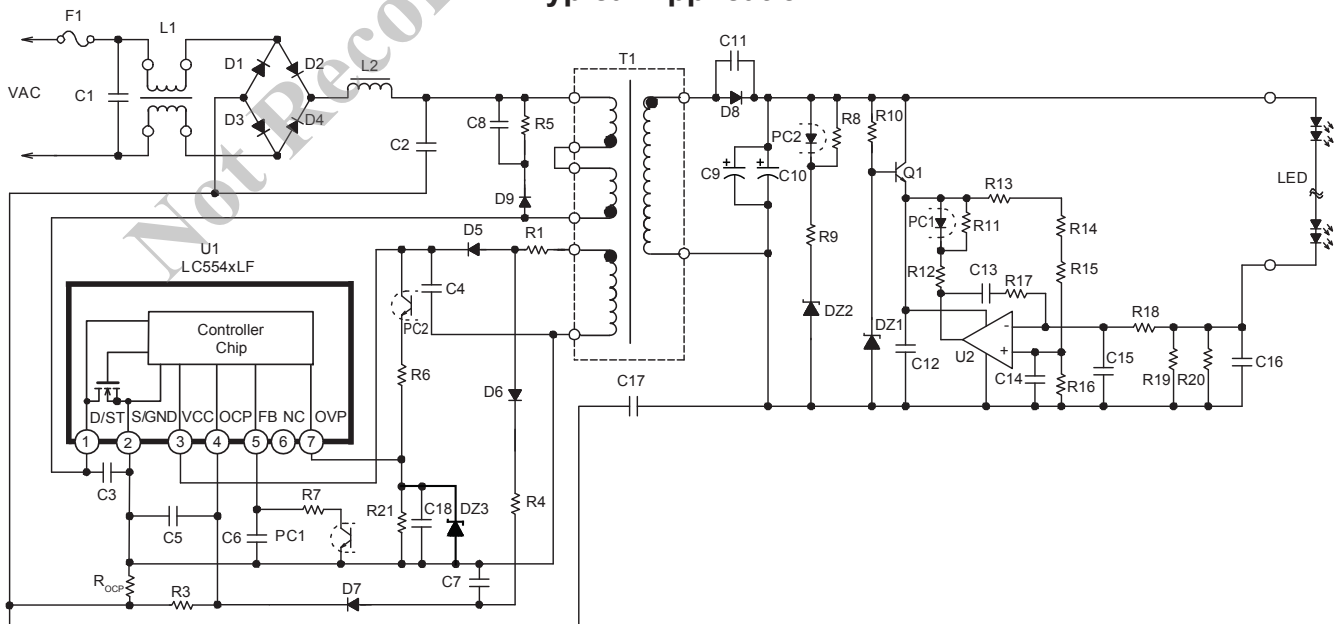 F1
L1
VAC
C1
D1
D2
D3
D4
L2
C2
C8
R5
D9
T1
C11
D8
C9
+
+
C10
PC2
R8
R10
Q1
R9
DZ2
DZ1
PC1
R11
R13
R14
R12
C13
R17
R15
-
+
U2
R18
C12
C14
R16
C15
R19
R20
C16
LED
C17
Not Reco
U1
LC554xLF
Controller
Chip
D/ST
S/GND
VCC
OCP
FB
NC
OVP
1
2
3
4
5
6
7
D5
R1
C4
PC2
R6
D6
C3
C5
C6
R7
PC1
R21
C18
DZ3
R4
ROCP
R3
D7
C7